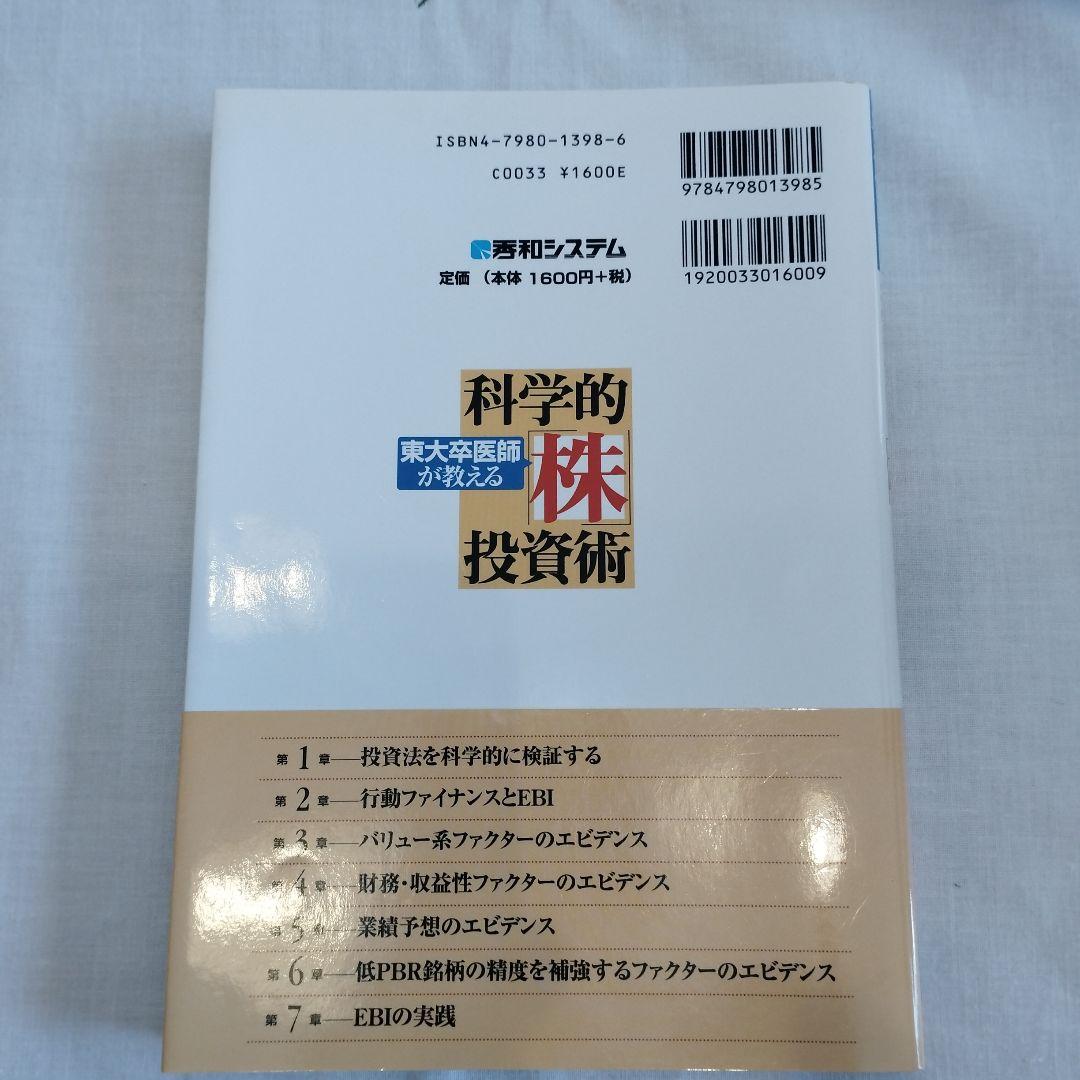 ISBN4-7980-1398-6
C0033 ¥1600E
9784798013985
秀和システム
定価 （本体 1600円+税）
1920033016009
科学的
東大卒医師
が教える
「株」
投資術
第1章──投資法を科学的に検証する
第2章──行動ファイナンスとEBI
第3章──バリュー系ファクターのエビデンス
第4章──財務・収益性ファクターのエビデンス
第5章──業績予想のエビデンス
第6章──低PBR銘柄の精度を補強するファクターのエビデンス
第7章──EBIの実践